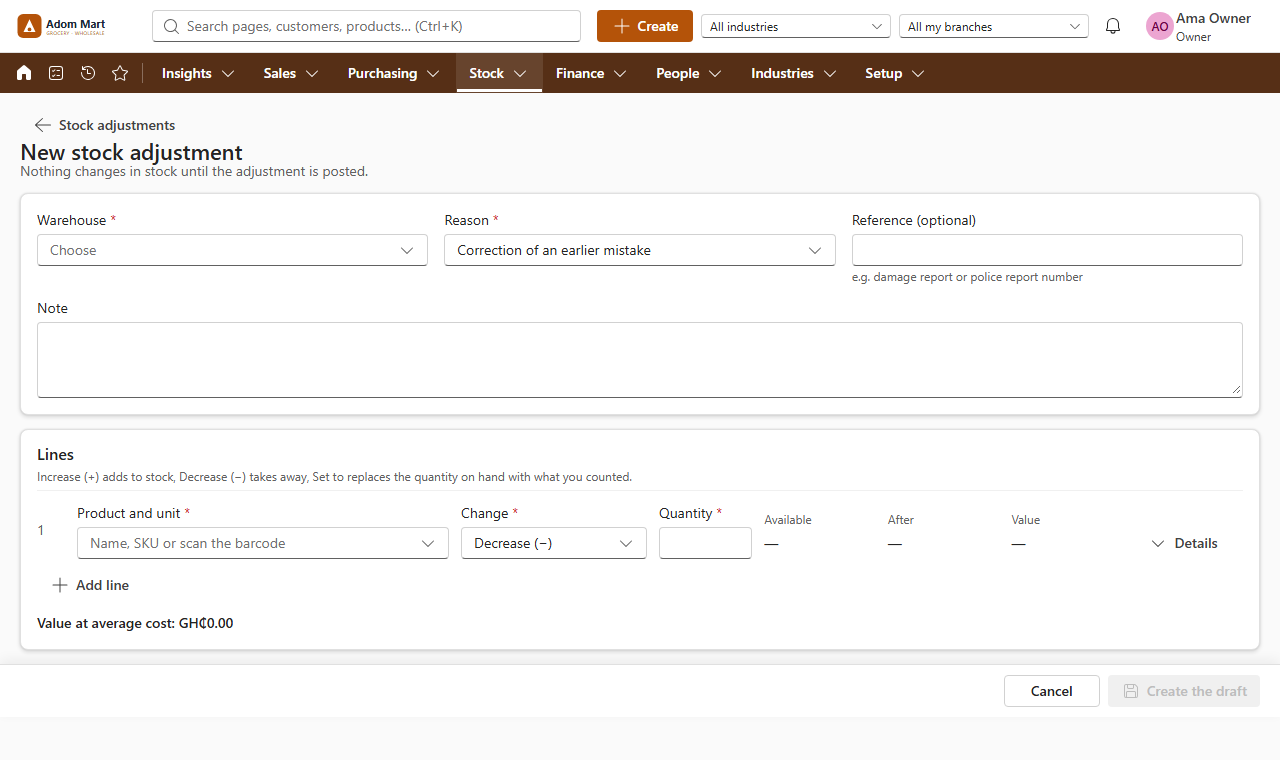 Adom Mart
GROCERY · WHOLESALE
Search pages, customers, products... (Ctrl+K)
Create
All industries
All my branches
AO
Ama Owner
Owner
Insights
Sales
Purchasing
Stock
Finance
People
Industries
Setup
Stock adjustments
New stock adjustment
Nothing changes in stock until the adjustment is posted.
Warehouse *
Reason *
Reference (optional)
Choose
Correction of an earlier mistake
e.g. damage report or police report number
Note
Lines
Increase (+) adds to stock, Decrease (−) takes away, Set to replaces the quantity on hand with what you counted.
Product and unit *
Change *
Quantity *
Available
After
Value
1
Name, SKU or scan the barcode
Decrease (−)
—
—
—
Details
Add line
Value at average cost: GH₵0.00
Cancel
Create the draft